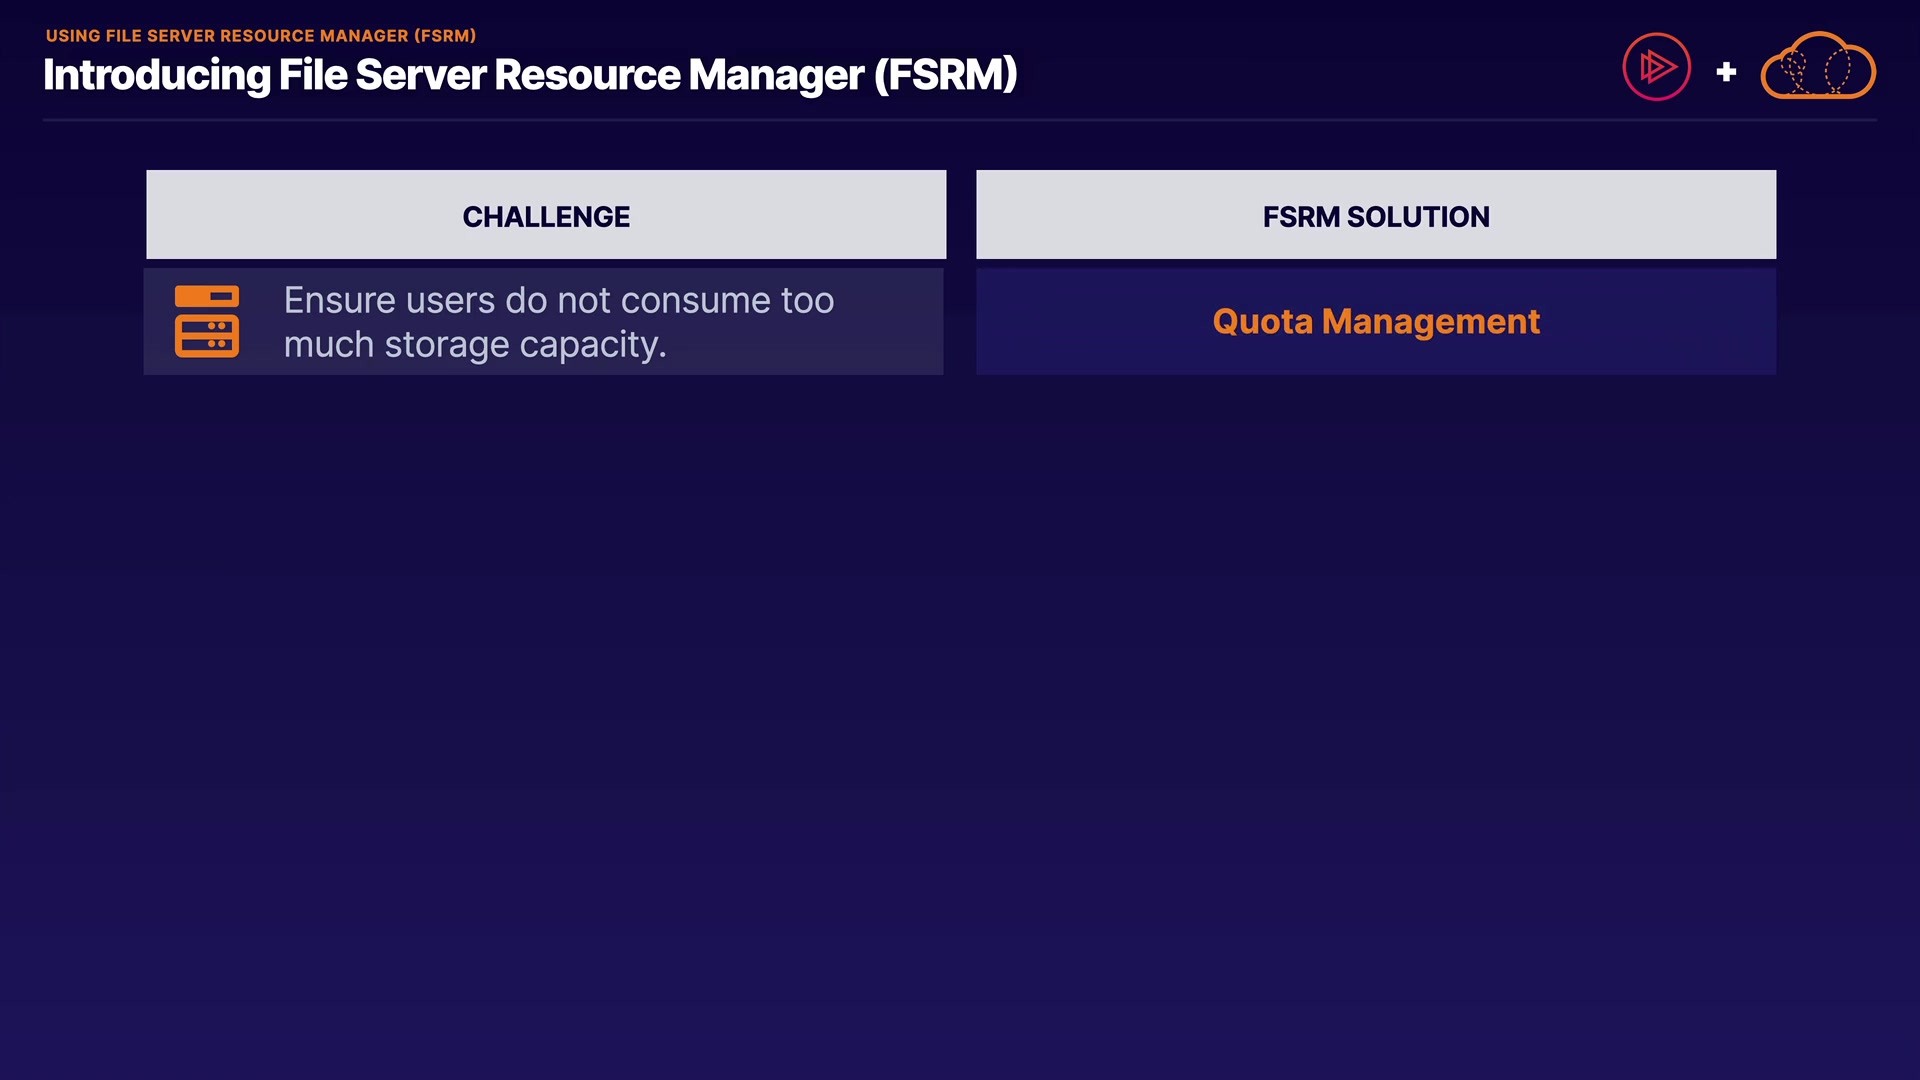 USING FILE SERVER RESOURCE MANAGER (FSRM)
Introducing File Server Resource Manager (FSRM)
+
CHALLENGE
FSRM SOLUTION
Ensure users do not consume too
much storage capacity.
Quota Management